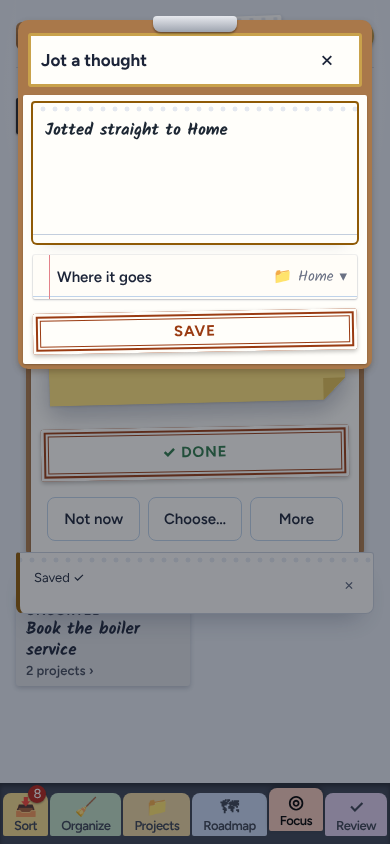 Jot a thought ×
Jotted straight to Home
Where it goes 📁 Home ▾
SAVE
✓ DONE
Not now Choose... More
Saved ✓ ×
Book the boiler
service
2 projects ›
8
Sort Organize Projects Roadmap Focus Review